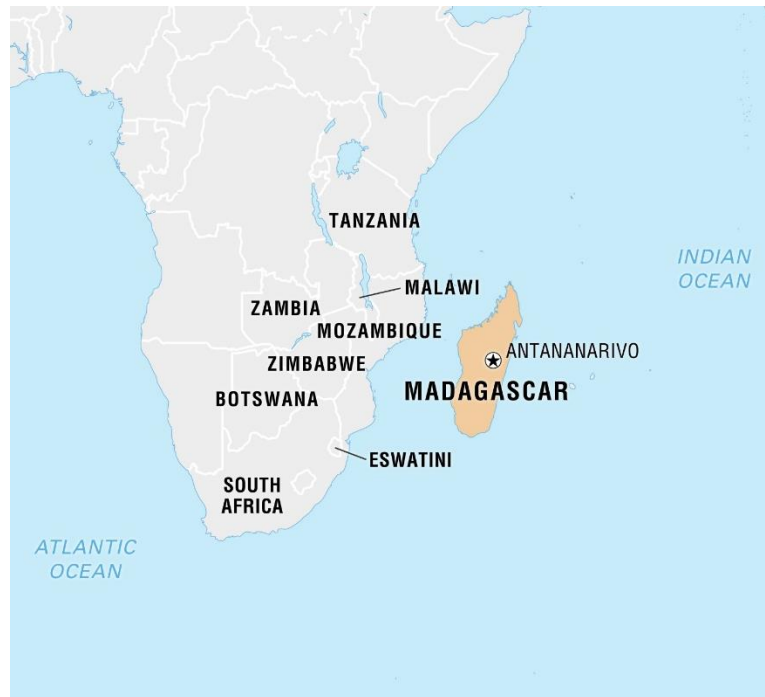 TANZANIA
INDIAN
OCEAN
MALAWI
ZAMBIA
MOZAMBIQUE
ANTANANARIVO
ZIMBABWE
MADAGASCAR
BOTSWANA
ESWATINI
SOUTH
AFRICA
ATLANTIC
OCEAN